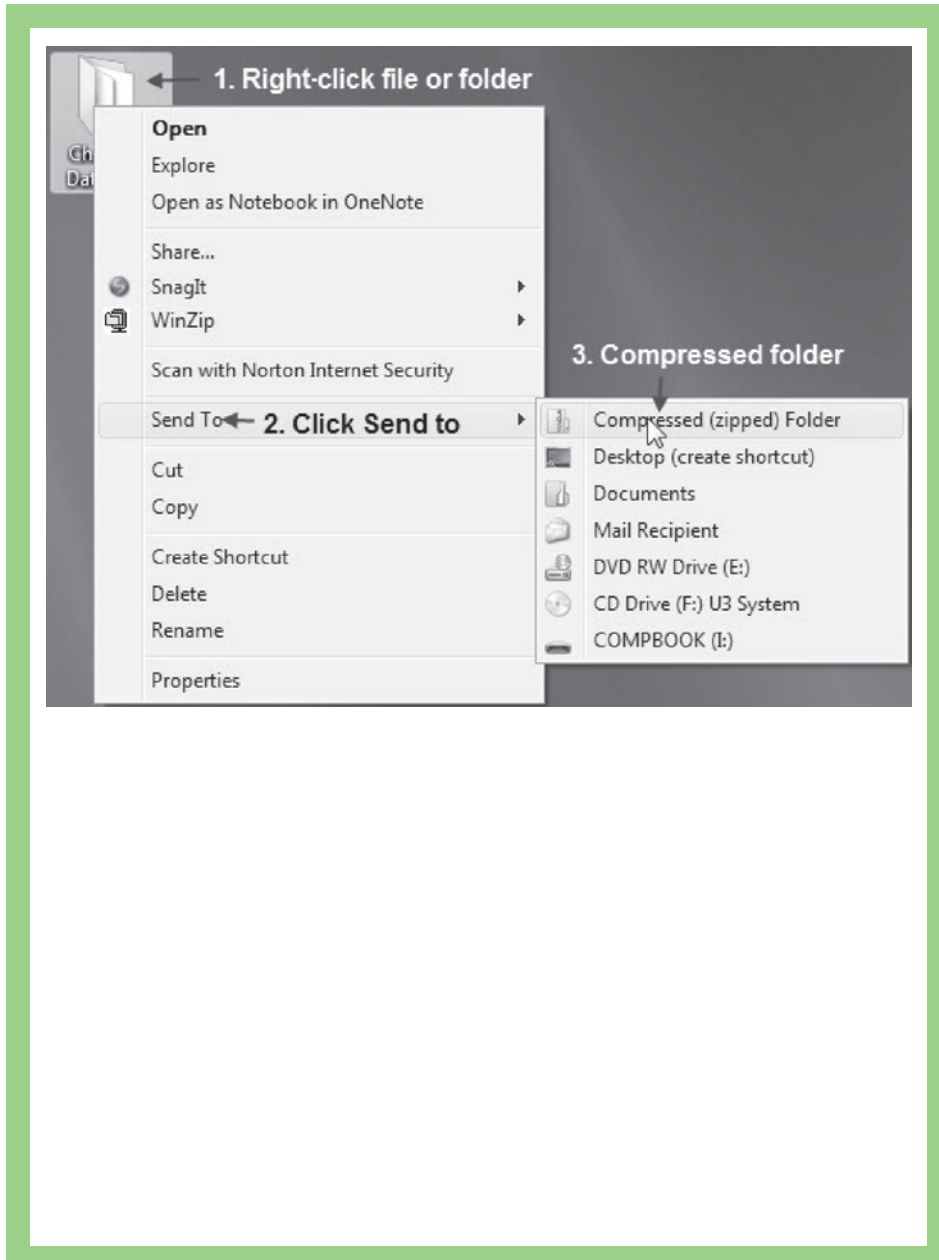 1. Right-click file or folder
Open
Explore
Open as Notebook in OneNote
Share...
SnagIt
WinZip
Scan with Norton Internet Security
Send To 2. Click Send to
Cut
Copy
Create Shortcut
Delete
Rename
Properties
3. Compressed folder
Compressed (zipped) Folder
Desktop (create shortcut)
Documents
Mail Recipient
DVD RW Drive (E:)
CD Drive (F:) U3 System
COMPBOOK (I:)